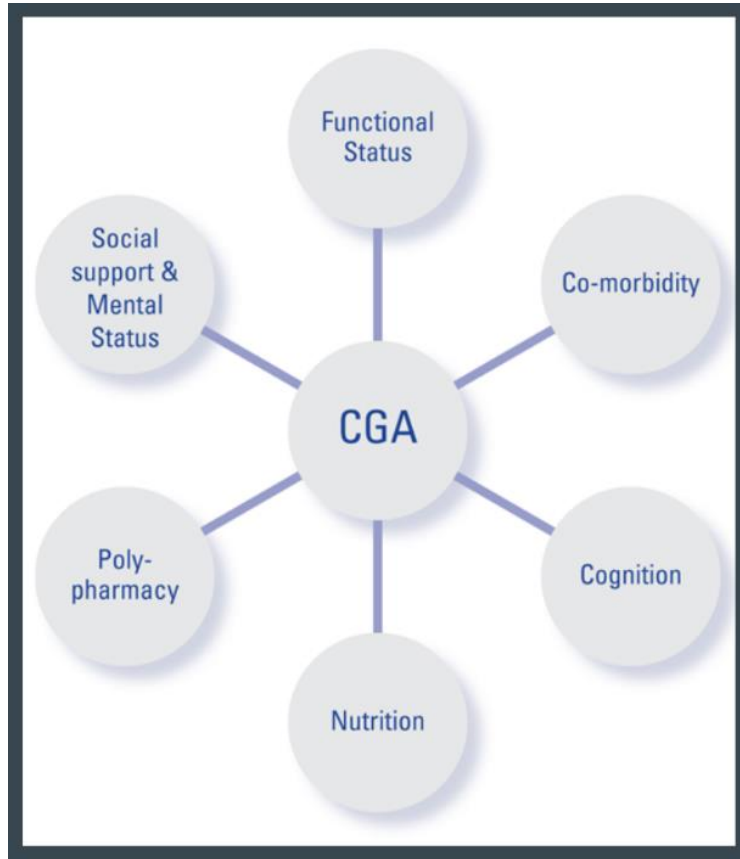 Functional
Status
Social
support &
Mental
Status
Co-morbidity
CGA
Poly-
pharmacy
Cognition
Nutrition